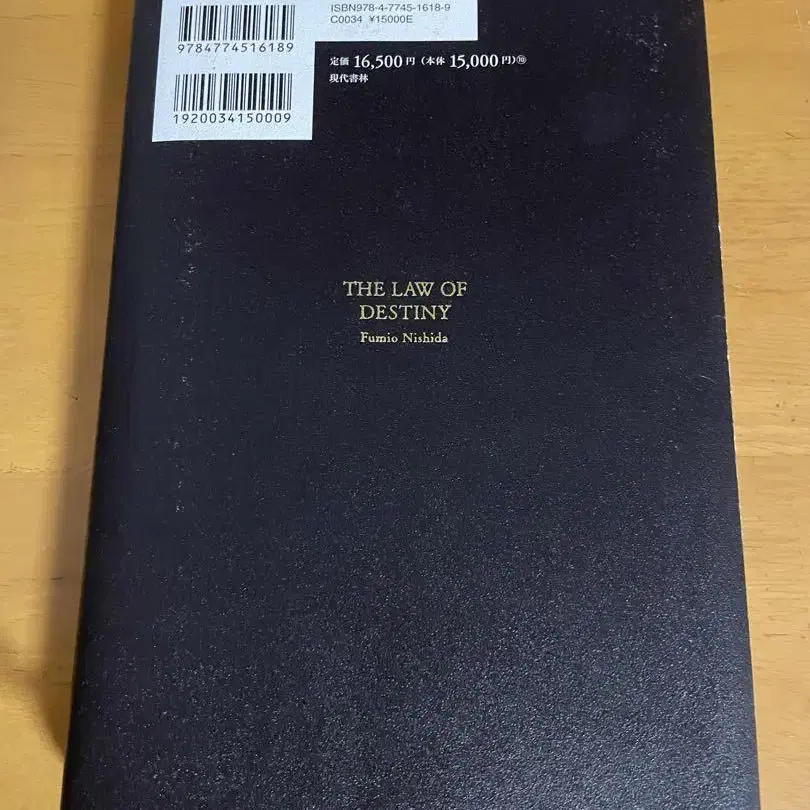 ISBN978-4-7745-1618-9
C0034 ¥15000E
9784774516189
定価 16,500円(本体 15,000円)⑩
現代書林
1920034150009
THE LAW OF
DESTINY
Fumio Nishida